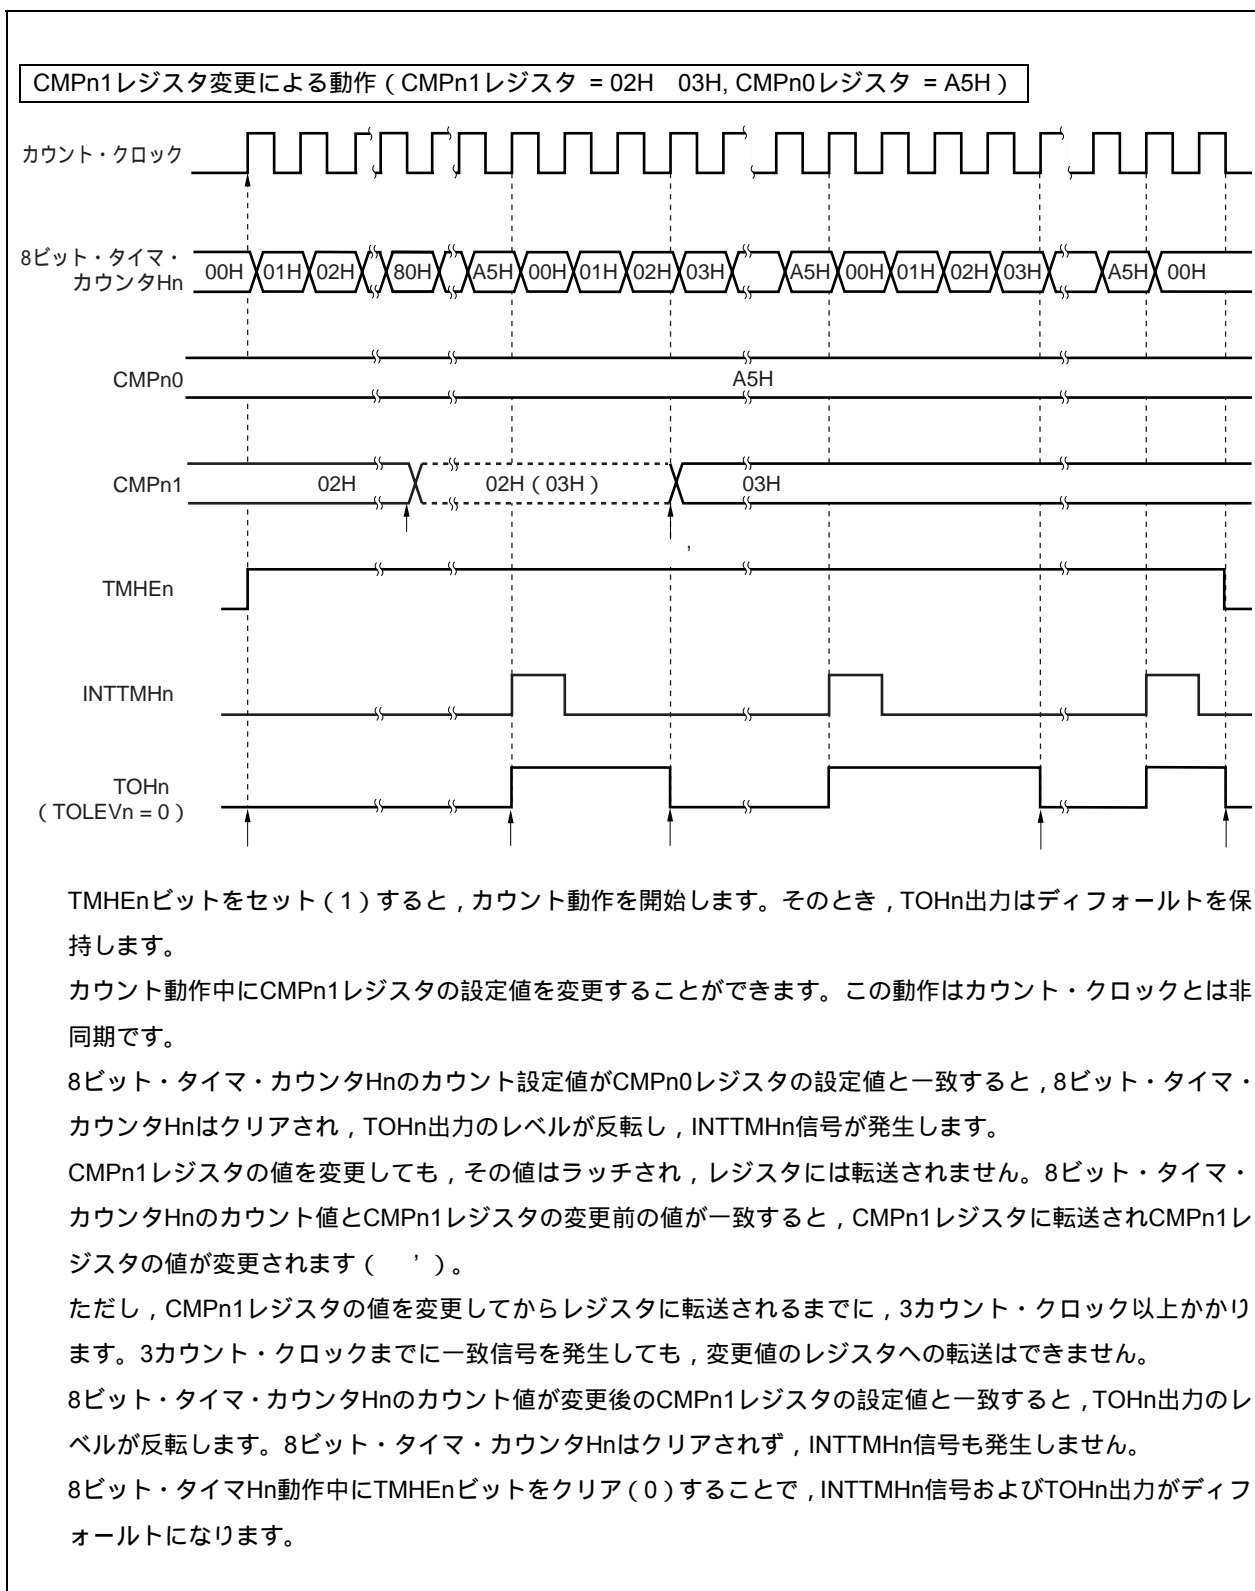 CMPn1レジスタ変更による動作（CMPn1レジスタ = 02H　03H, CMPn0レジスタ = A5H）
カウント・クロック
8ビット・タイマ・
カウンタHn
00H 01H 02H 80H A5H 00H 01H 02H 03H A5H 00H 01H 02H 03H A5H 00H
CMPn0
A5H
CMPn1
02H 02H（03H） 03H
’
TMHEn
INTTMHn
TOHn
（TOLEVn = 0）
TMHEnビットをセット（1）すると，カウント動作を開始します。そのとき，TOHn出力はディフォールトを保
持します。
カウント動作中にCMPn1レジスタの設定値を変更することができます。この動作はカウント・クロックとは非
同期です。
8ビット・タイマ・カウンタHnのカウント設定値がCMPn0レジスタの設定値と一致すると，8ビット・タイマ・
カウンタHnはクリアされ，TOHn出力のレベルが反転し，INTTMHn信号が発生します。
CMPn1レジスタの値を変更しても，その値はラッチされ，レジスタには転送されません。8ビット・タイマ・
カウンタHnのカウント値とCMPn1レジスタの変更前の値が一致すると，CMPn1レジスタに転送されCMPn1レ
ジスタの値が変更されます（　’）。
ただし，CMPn1レジスタの値を変更してからレジスタに転送されるまでに，3カウント・クロック以上かかり
ます。3カウント・クロックまでに一致信号を発生しても，変更値のレジスタへの転送はできません。
8ビット・タイマ・カウンタHnのカウント値が変更後のCMPn1レジスタの設定値と一致すると，TOHn出力のレ
ベルが反転します。8ビット・タイマ・カウンタHnはクリアされず，INTTMHn信号も発生しません。
8ビット・タイマHn動作中にTMHEnビットをクリア（0）することで，INTTMHn信号およびTOHn出力がディフ
ォールトになります。